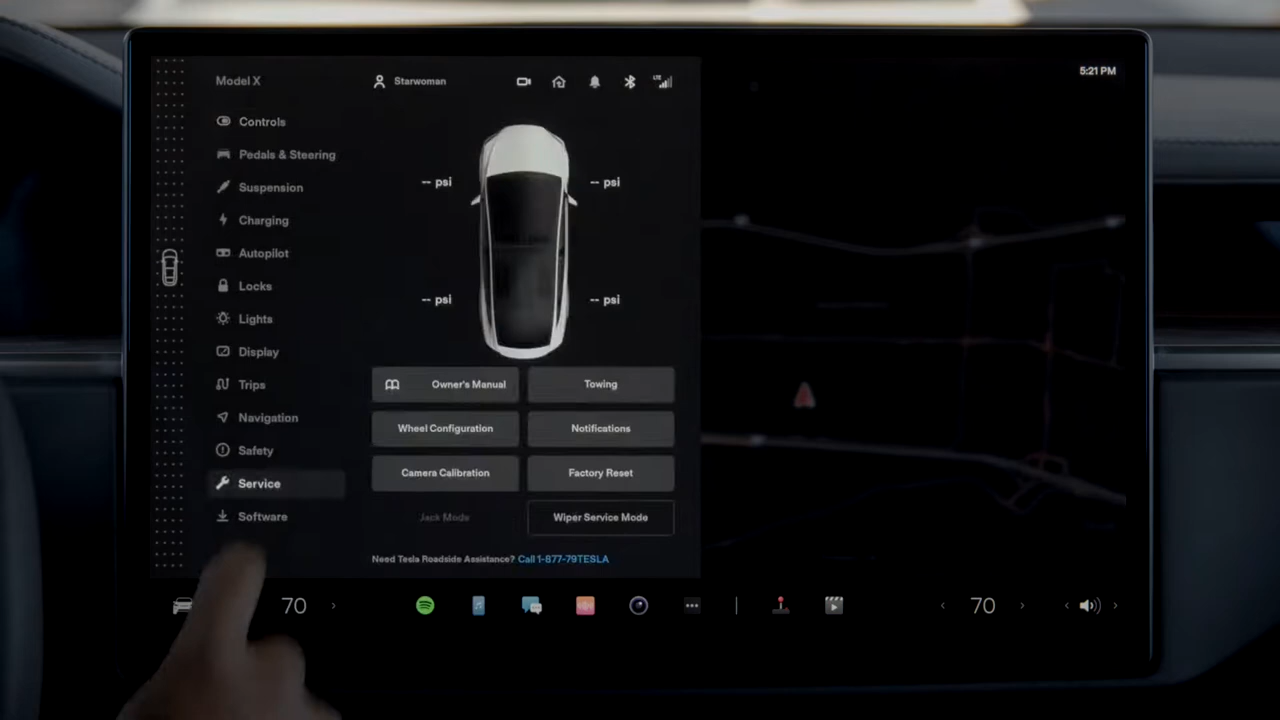 Model X
Starwoman
LTE
5:21 PM
Controls
Pedals & Steering
Suspension
Charging
Autopilot
Locks
Lights
Display
Trips
Navigation
Safety
Service
Software
-- psi
-- psi
-- psi
-- psi
Owner's Manual
Towing
Wheel Configuration
Notifications
Camera Calibration
Factory Reset
Jack Mode
Wiper Service Mode
Need Tesla Roadside Assistance? Call 1-877-79TESLA
70
70